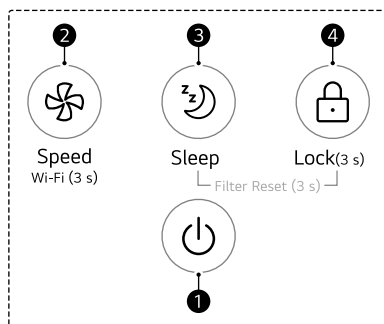 2 3 4
z z
Speed Sleep Lock(3 s)
Wi-Fi (3 s)
Filter Reset (3 s)
1